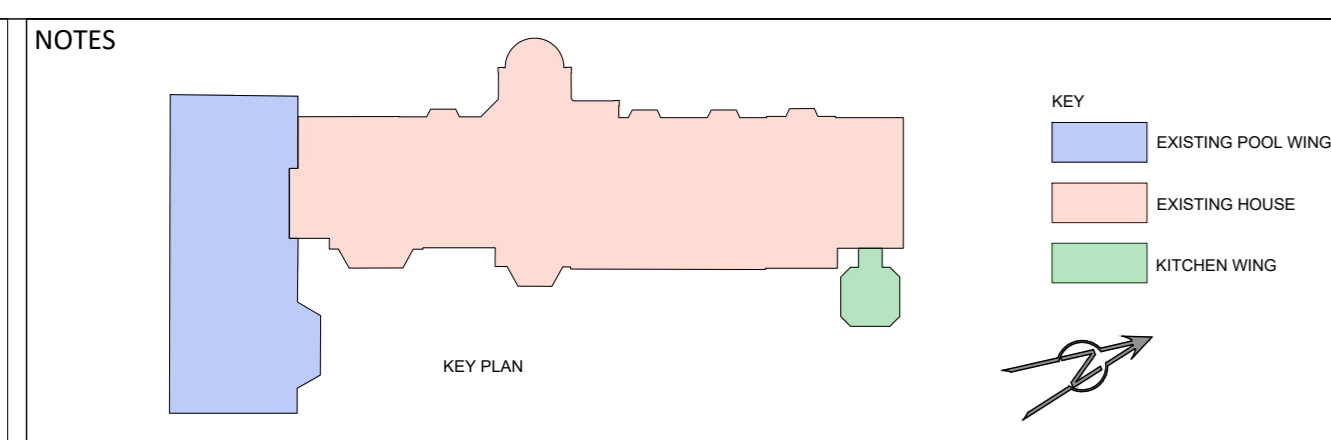 NOTES
KEY
EXISTING POOL WING
EXISTING HOUSE
KITCHEN WING
KEY PLAN
N